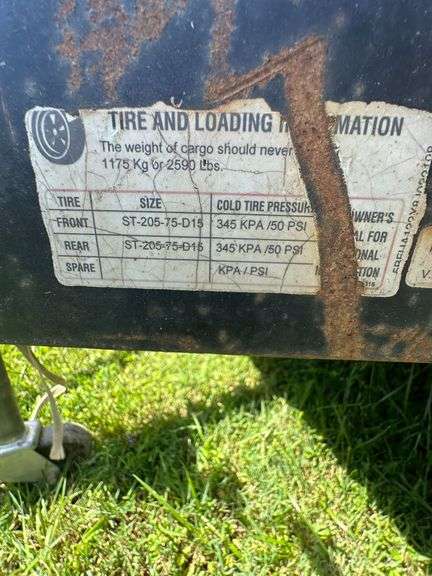 TIRE AND LOADING MATION
The weight of cargo should never
1175 Kg or 2590 Lbs.
TIRE SIZE COLD TIRE PRESSUR OWNER'S
FRONT ST-205-75-D15 345 KPA /50 PSI FOR
REAR ST-205-75-D15 345 KPA /50 PSI
SPARE KPA / PSI